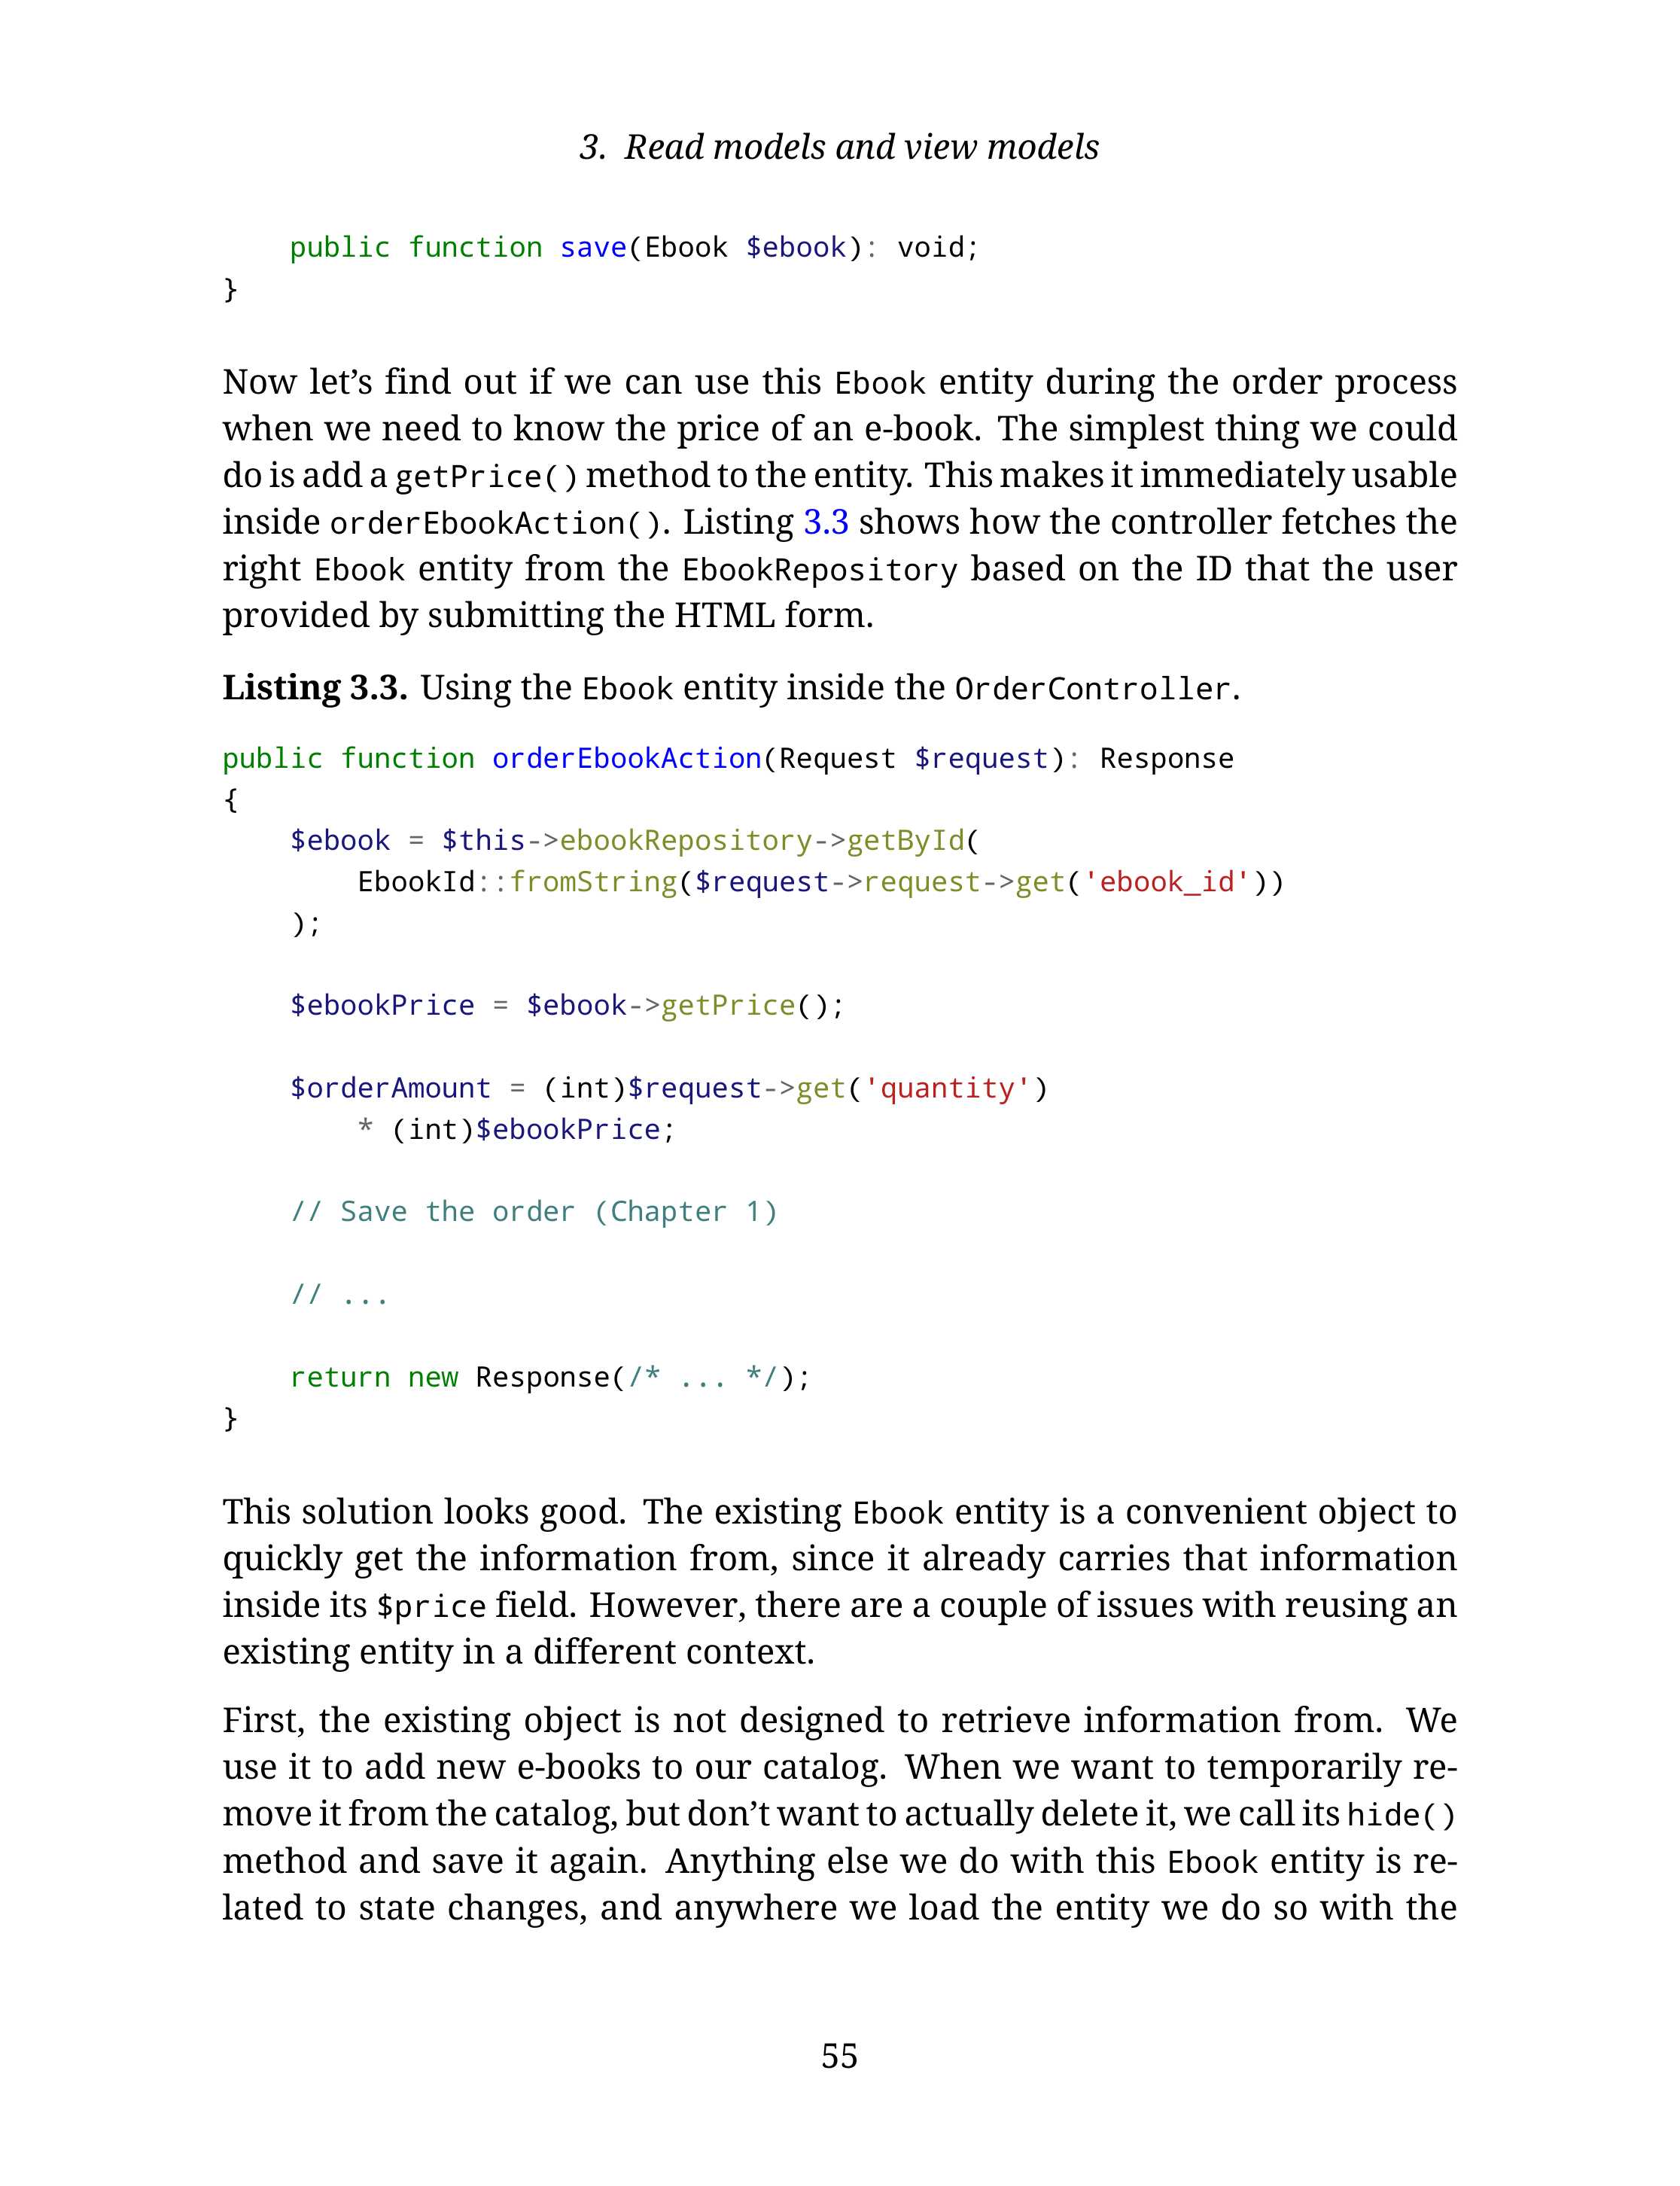 3. Read models and view models
    public function save(Ebook $ebook): void;
}
Now let’s find out if we can use this Ebook entity during the order process
when we need to know the price of an e-book. The simplest thing we could
do is add a getPrice() method to the entity. This makes it immediately usable
inside orderEbookAction(). Listing 3.3 shows how the controller fetches the
right Ebook entity from the EbookRepository based on the ID that the user
provided by submitting the HTML form.
Listing 3.3. Using the Ebook entity inside the OrderController.
public function orderEbookAction(Request $request): Response
{
    $ebook = $this->ebookRepository->getById(
        EbookId::fromString($request->request->get('ebook_id'))
    );
    $ebookPrice = $ebook->getPrice();
    $orderAmount = (int)$request->get('quantity')
        * (int)$ebookPrice;
    // Save the order (Chapter 1)
    // ...
    return new Response(/* ... */);
}
This solution looks good. The existing Ebook entity is a convenient object to
quickly get the information from, since it already carries that information
inside its $price field. However, there are a couple of issues with reusing an
existing entity in a different context.
First, the existing object is not designed to retrieve information from. We
use it to add new e-books to our catalog. When we want to temporarily re-
move it from the catalog, but don’t want to actually delete it, we call its hide()
method and save it again. Anything else we do with this Ebook entity is re-
lated to state changes, and anywhere we load the entity we do so with the
55